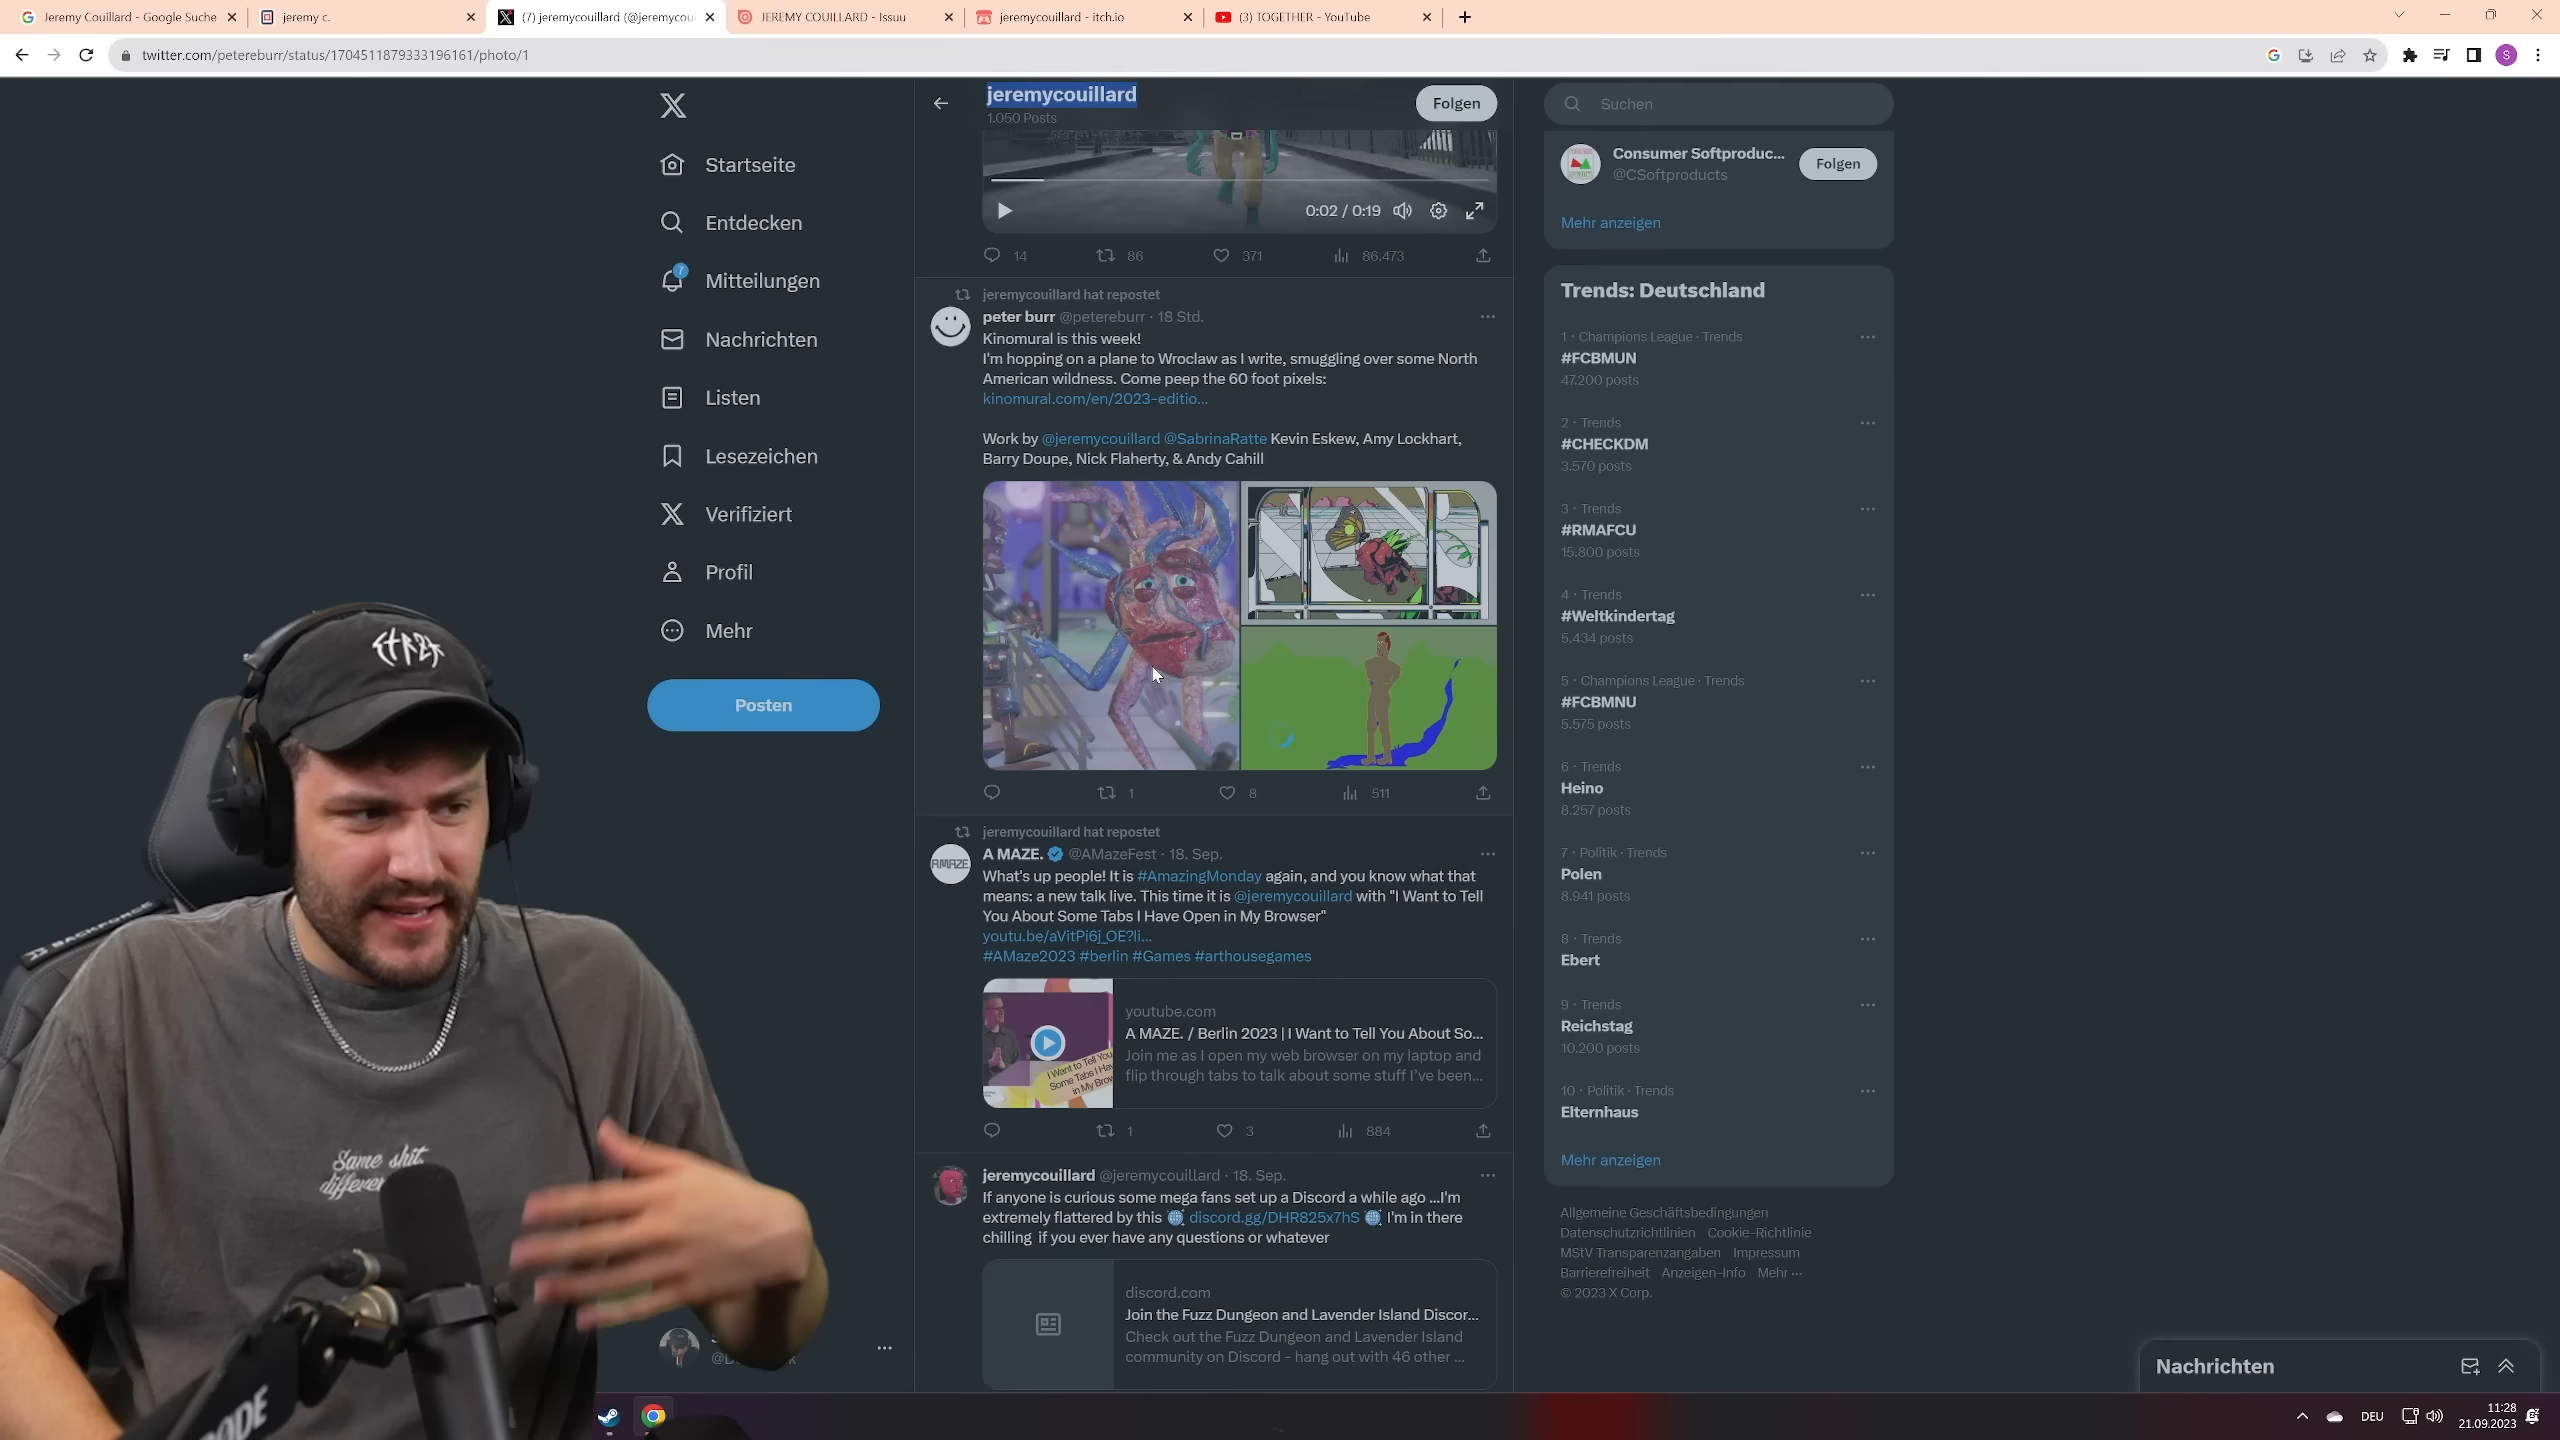 Jeremy Couillard - Google Suche
jeremy c.
(7) jeremycouillard (@jeremycoui
JEREMY COUILLARD - Issuu
jeremycouillard - itch.io
(3) TOGETHER - YouTube
twitter.com/petereburr/status/1704511879333196161/photo/1
S
Startseite
Entdecken
7
Mitteilungen
Nachrichten
Listen
Lesezeichen
Verifiziert
Profil
Mehr
Posten
jeremycouillard
1.050 Posts
Folgen
0:02 / 0:19
14 86 371 86.473
jeremycouillard hat repostet
peter burr @petereburr · 18 Std.
Kinomural is this week!
I'm hopping on a plane to Wroclaw as I write, smuggling over some North
American wildness. Come peep the 60 foot pixels:
kinomural.com/en/2023-editio...
Work by @jeremycouillard @SabrinaRatte Kevin Eskew, Amy Lockhart,
Barry Doupe, Nick Flaherty, & Andy Cahill
1 8 511
jeremycouillard hat repostet
AMAZE
A MAZE. @AMazeFest · 18. Sep.
What's up people! It is #AmazingMonday again, and you know what that
means: a new talk live. This time it is @jeremycouillard with "I Want to Tell
You About Some Tabs I Have Open in My Browser"
youtu.be/aVitPi6j_OE?li...
#AMaze2023 #berlin #Games #arthousegames
I Want to Tell You
Some Tabs I Ha
in My Brow
youtube.com
A MAZE. / Berlin 2023 | I Want to Tell You About So...
Join me as I open my web browser on my laptop and
flip through tabs to talk about some stuff I've been...
1 3 884
jeremycouillard @jeremycouillard · 18. Sep.
If anyone is curious some mega fans set up a Discord a while ago ...I'm
extremely flattered by this discord.gg/DHR825x7hS I'm in there
chilling if you ever have any questions or whatever
discord.com
Join the Fuzz Dungeon and Lavender Island Discor...
Check out the Fuzz Dungeon and Lavender Island
community on Discord - hang out with 46 other ...
Suchen
Consumer Softproduc...
@CSoftproducts
Folgen
Mehr anzeigen
Trends: Deutschland
1 · Champions League · Trends
#FCBMUN
47.200 posts
2 · Trends
#CHECKDM
3.570 posts
3 · Trends
#RMAFCU
15.800 posts
4 · Trends
#Weltkindertag
5.434 posts
5 · Champions League · Trends
#FCBMNU
5.575 posts
6 · Trends
Heino
8.257 posts
7 · Politik · Trends
Polen
8.941 posts
8 · Trends
Ebert
9 · Trends
Reichstag
10.200 posts
10 · Politik · Trends
Elternhaus
Mehr anzeigen
Allgemeine Geschäftsbedingungen
Datenschutzrichtlinien Cookie-Richtlinie
MStV Transparenzangaben Impressum
Barrierefreiheit Anzeigen-Info Mehr ...
© 2023 X Corp.
Nachrichten
BACKFORCE
Same shit,
DEU
11:28
21.09.2023